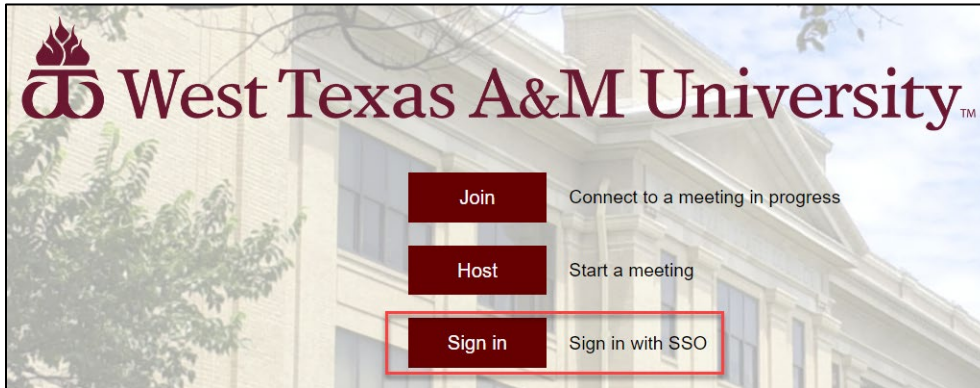 West Texas A&M University™
Join Connect to a meeting in progress
Host Start a meeting
Sign in Sign in with SSO